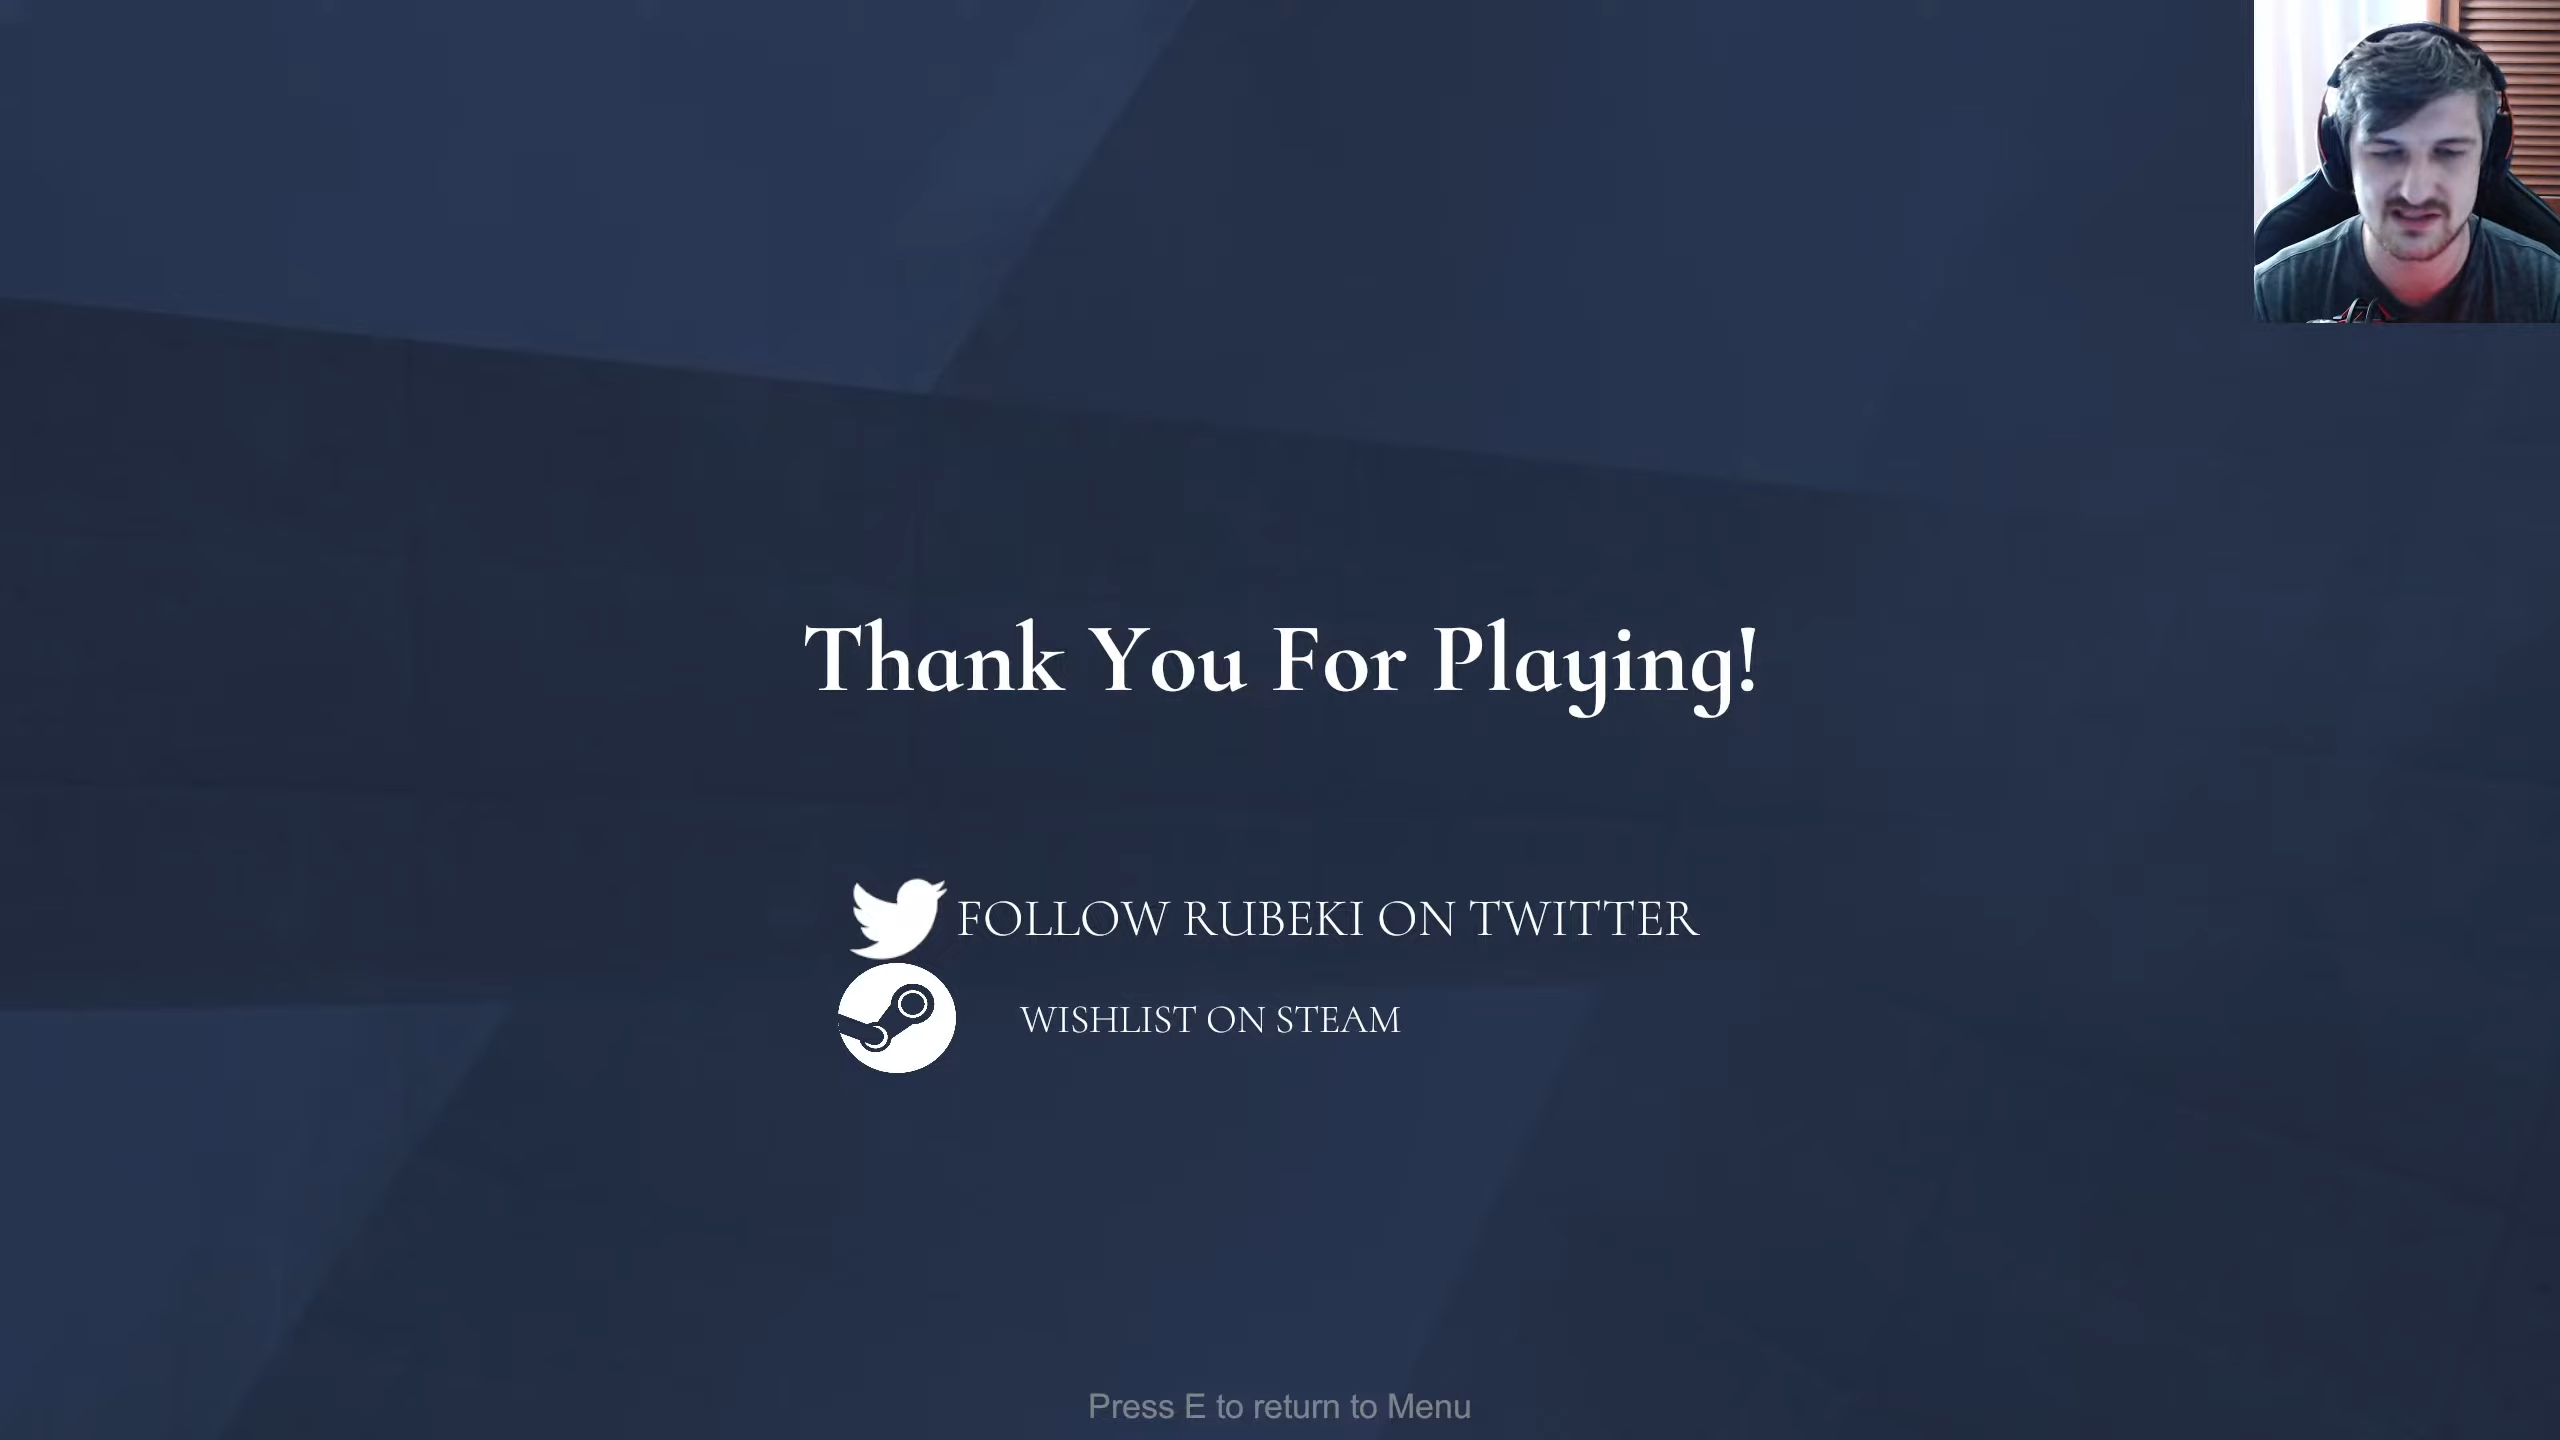 Thank You For Playing!
FOLLOW RUBEKI ON TWITTER
WISHLIST ON STEAM
Press E to return to Menu